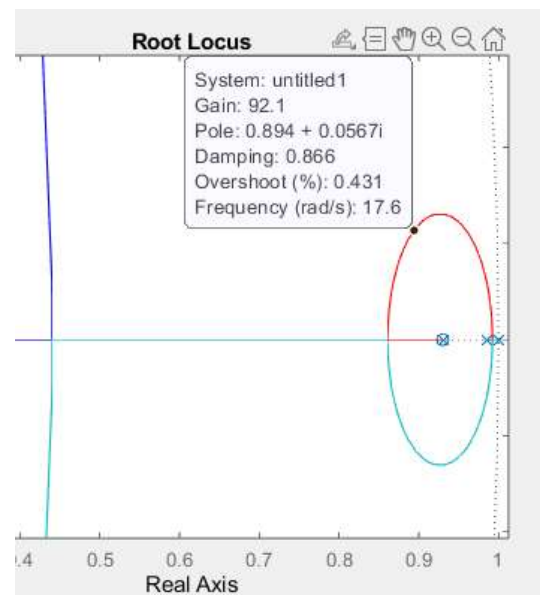 Root Locus
System: untitled1
Gain: 92.1
Pole: 0.894 + 0.0567i
Damping: 0.866
Overshoot (%): 0.431
Frequency (rad/s): 17.6
.4 0.5 0.6 0.7 0.8 0.9 1
Real Axis